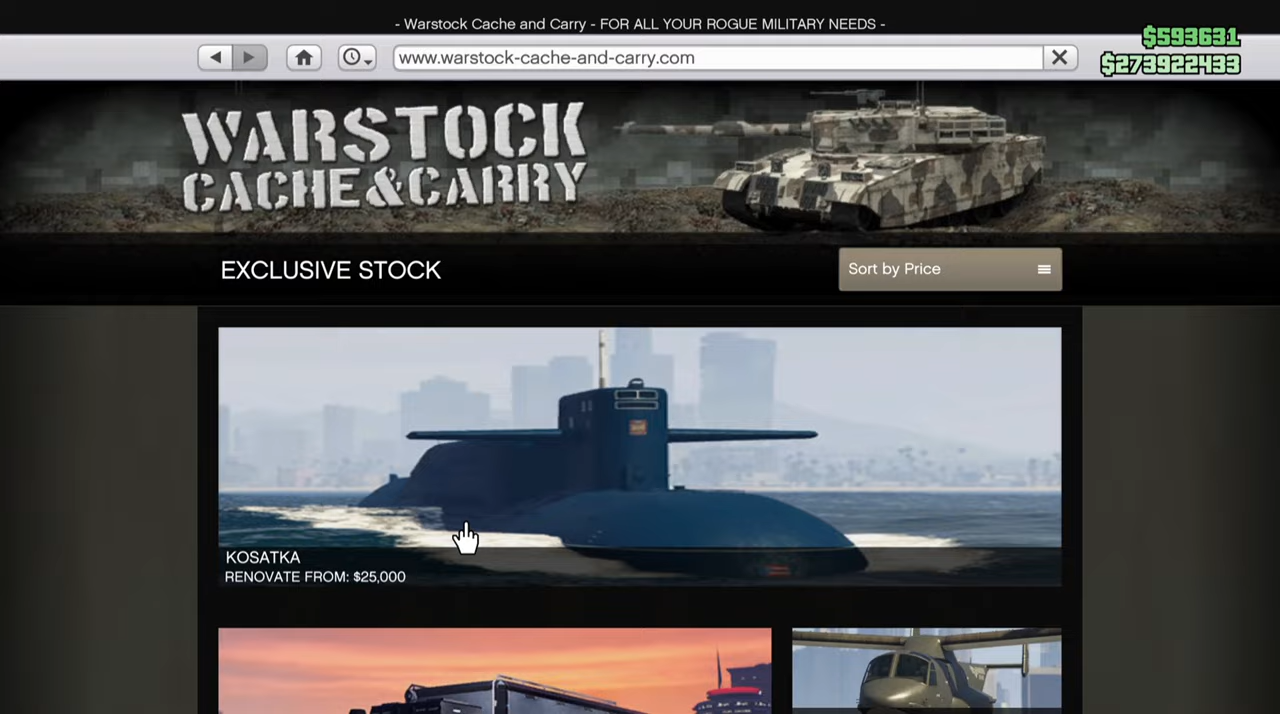 - Warstock Cache and Carry - FOR ALL YOUR ROGUE MILITARY NEEDS -
$593631
www.warstock-cache-and-carry.com
$273922433
WARSTOCK
CACHE&CARRY
EXCLUSIVE STOCK
Sort by Price
KOSATKA
RENOVATE FROM: $25,000